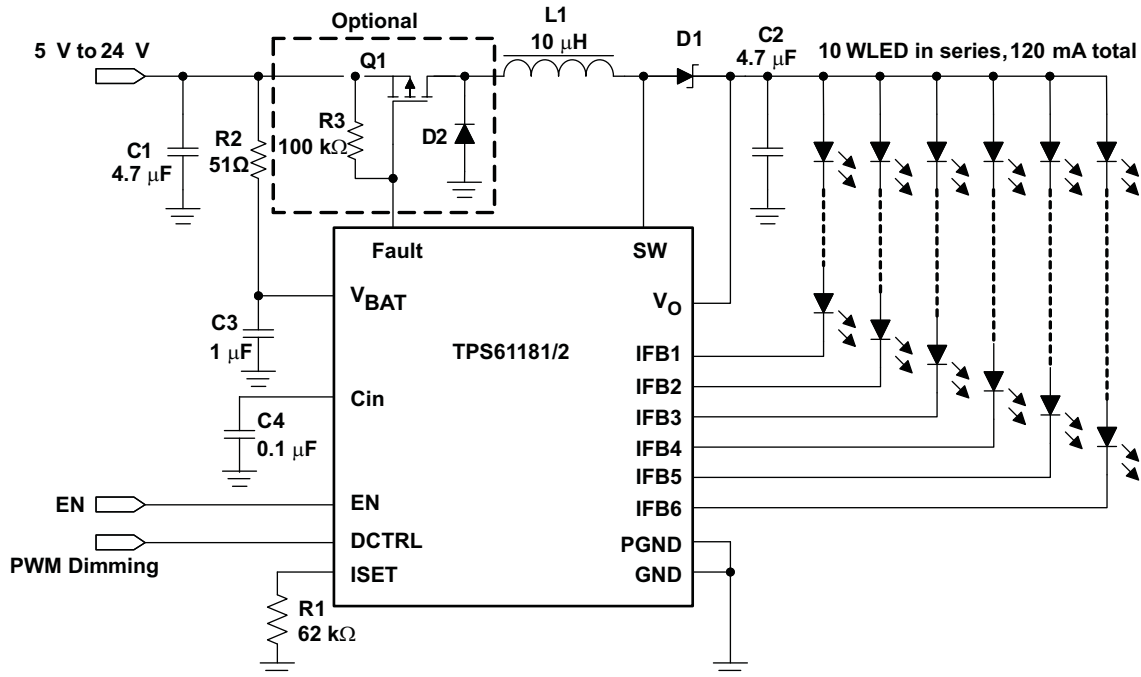 Optional
L1
10 μH
5 V to 24 V
Q1
D1
C2
4.7 μF
10 WLED in series, 120 mA total
R3
100 kΩ
D2
R2
51Ω
C1
4.7 μF
Fault
SW
VBAT
VO
C3
1 μF
TPS61181/2
IFB1
IFB2
Cin
IFB3
C4
0.1 μF
IFB4
IFB5
EN
EN
IFB6
PWM Dimming
DCTRL
PGND
ISET
GND
R1
62 kΩ